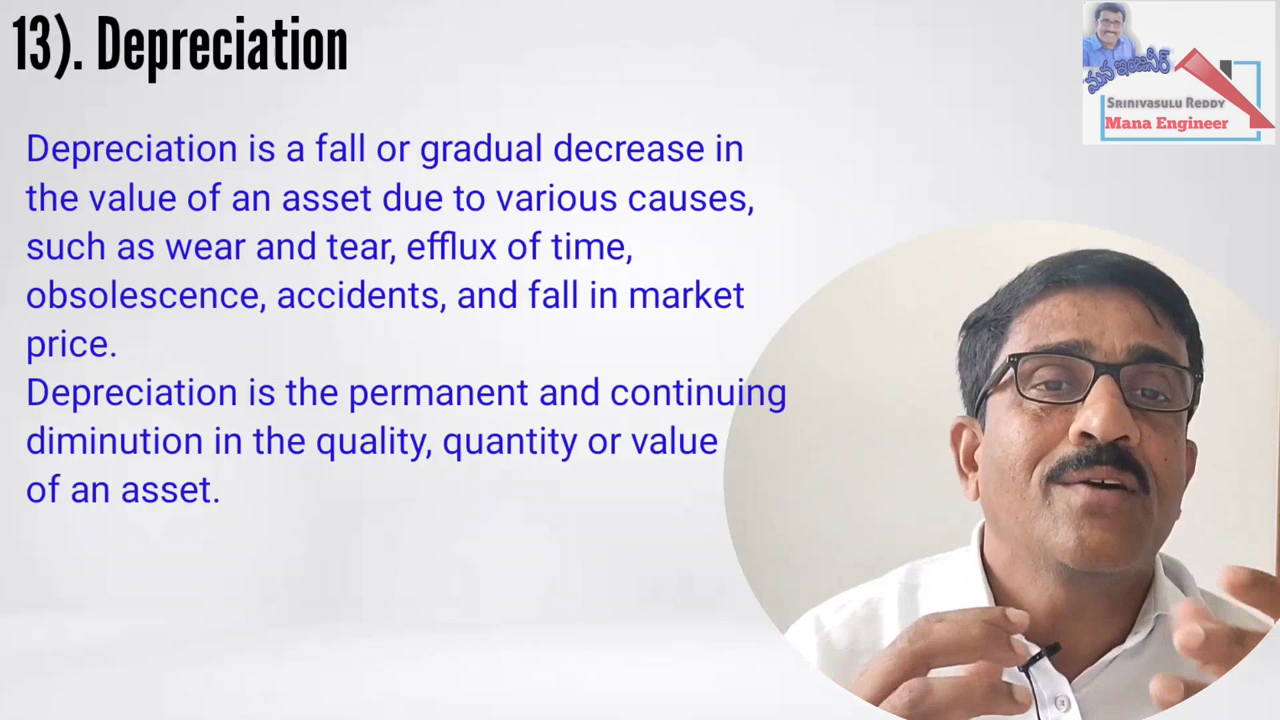 13). Depreciation
Depreciation is a fall or gradual decrease in
the value of an asset due to various causes,
such as wear and tear, efflux of time,
obsolescence, accidents, and fall in market
price.
Depreciation is the permanent and continuing
diminution in the quality, quantity or value
of an asset.
మన ఇంజనీర్
Srinivasulu Reddy
Mana Engineer